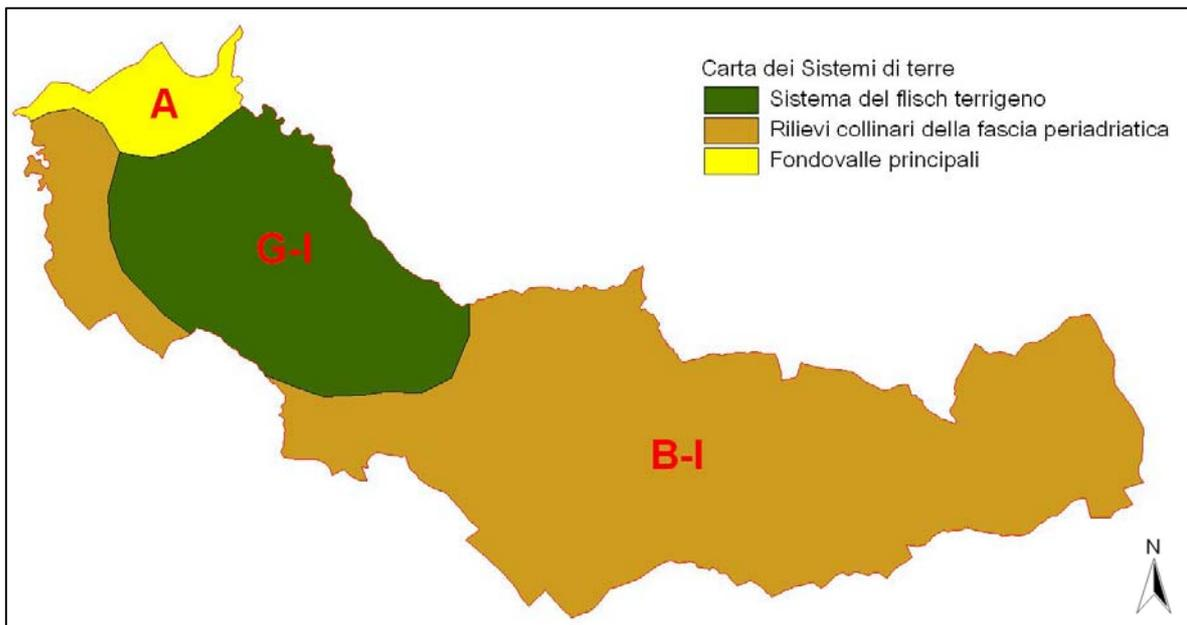 Carta dei Sistemi di terre
Sistema del flisch terrigeno
Rilievi collinari della fascia periadriatica
Fondovalle principali
A
G-I
B-I
N